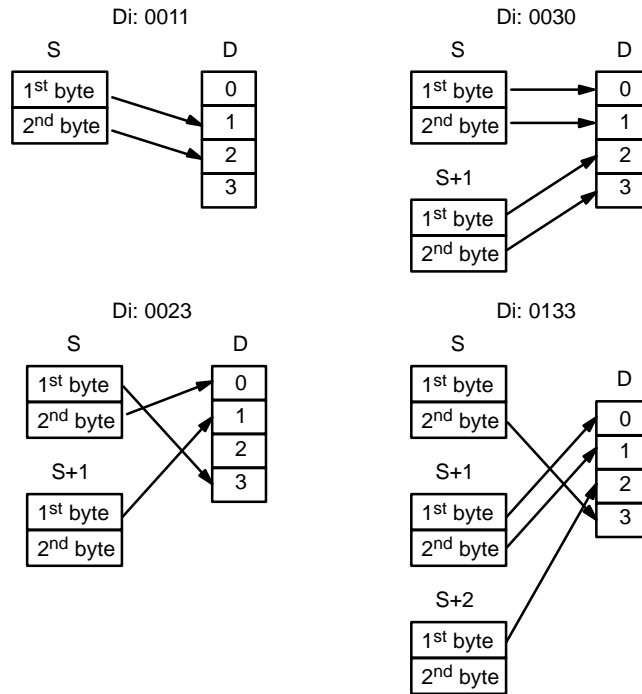 Di: 0011
S
D
1st byte
2nd byte
0
1
2
3
Di: 0030
S
D
1st byte
2nd byte
S+1
1st byte
2nd byte
0
1
2
3
Di: 0023
S
D
1st byte
2nd byte
S+1
1st byte
2nd byte
0
1
2
3
Di: 0133
S
D
1st byte
2nd byte
S+1
1st byte
2nd byte
S+2
1st byte
2nd byte
0
1
2
3